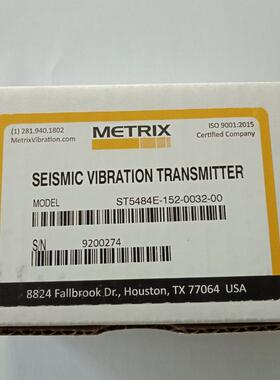 (1) 281.940.1802
MetrixVibration.com
METRIX
ISO 9001:2015
Certified Company
SEISMIC VIBRATION TRANSMITTER
MODEL ST5484E-152-0032-00
S/N 9200274
8824 Fallbrook Dr., Houston, TX 77064 USA